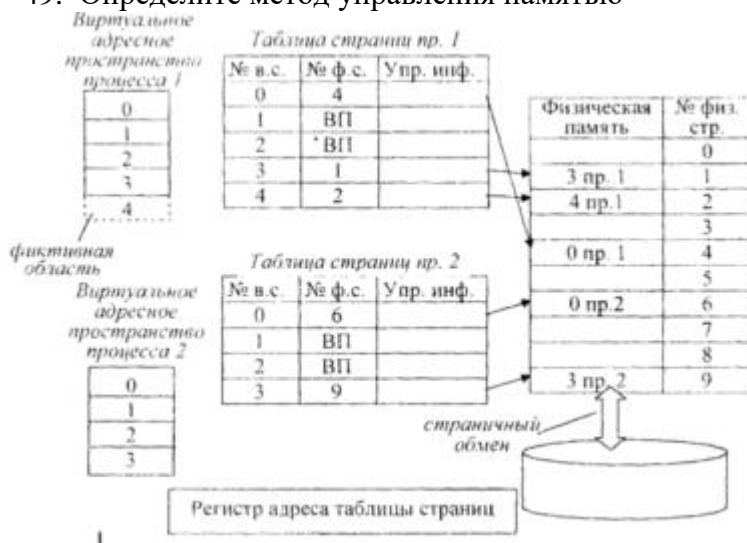 49. Определите метод управления памятью
Виртуальное
адресное
пространство
процесса 1
0
1
2
3
4
фиктивная
область
Таблица страниц пр. 1
№ в.с. № ф.с. Упр. инф.
0 4
1 ВП
2 ВП
3 1
4 2
Виртуальное
адресное
пространство
процесса 2
0
1
2
3
Таблица страниц пр. 2
№ в.с. № ф.с. Упр. инф.
0 6
1 ВП
2 ВП
3 9
Физическая № физ.
память стр.
0
3 пр. 1 1
4 пр.1 2
3
0 пр. 1 4
5
0 пр.2 6
7
8
3 пр. 2 9
страничный
обмен
Регистр адреса таблицы страниц